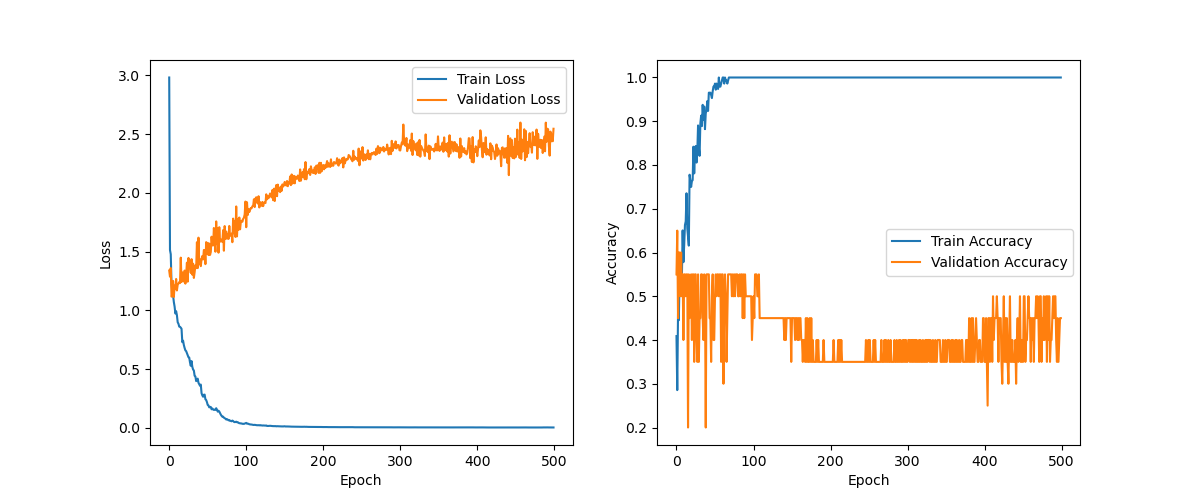 3.0
2.5
2.0
1.5
1.0
0.5
0.0
Loss
0 100 200 300 400 500
Epoch
Train Loss
Validation Loss
1.0
0.9
0.8
0.7
0.6
0.5
0.4
0.3
0.2
Accuracy
0 100 200 300 400 500
Epoch
Train Accuracy
Validation Accuracy